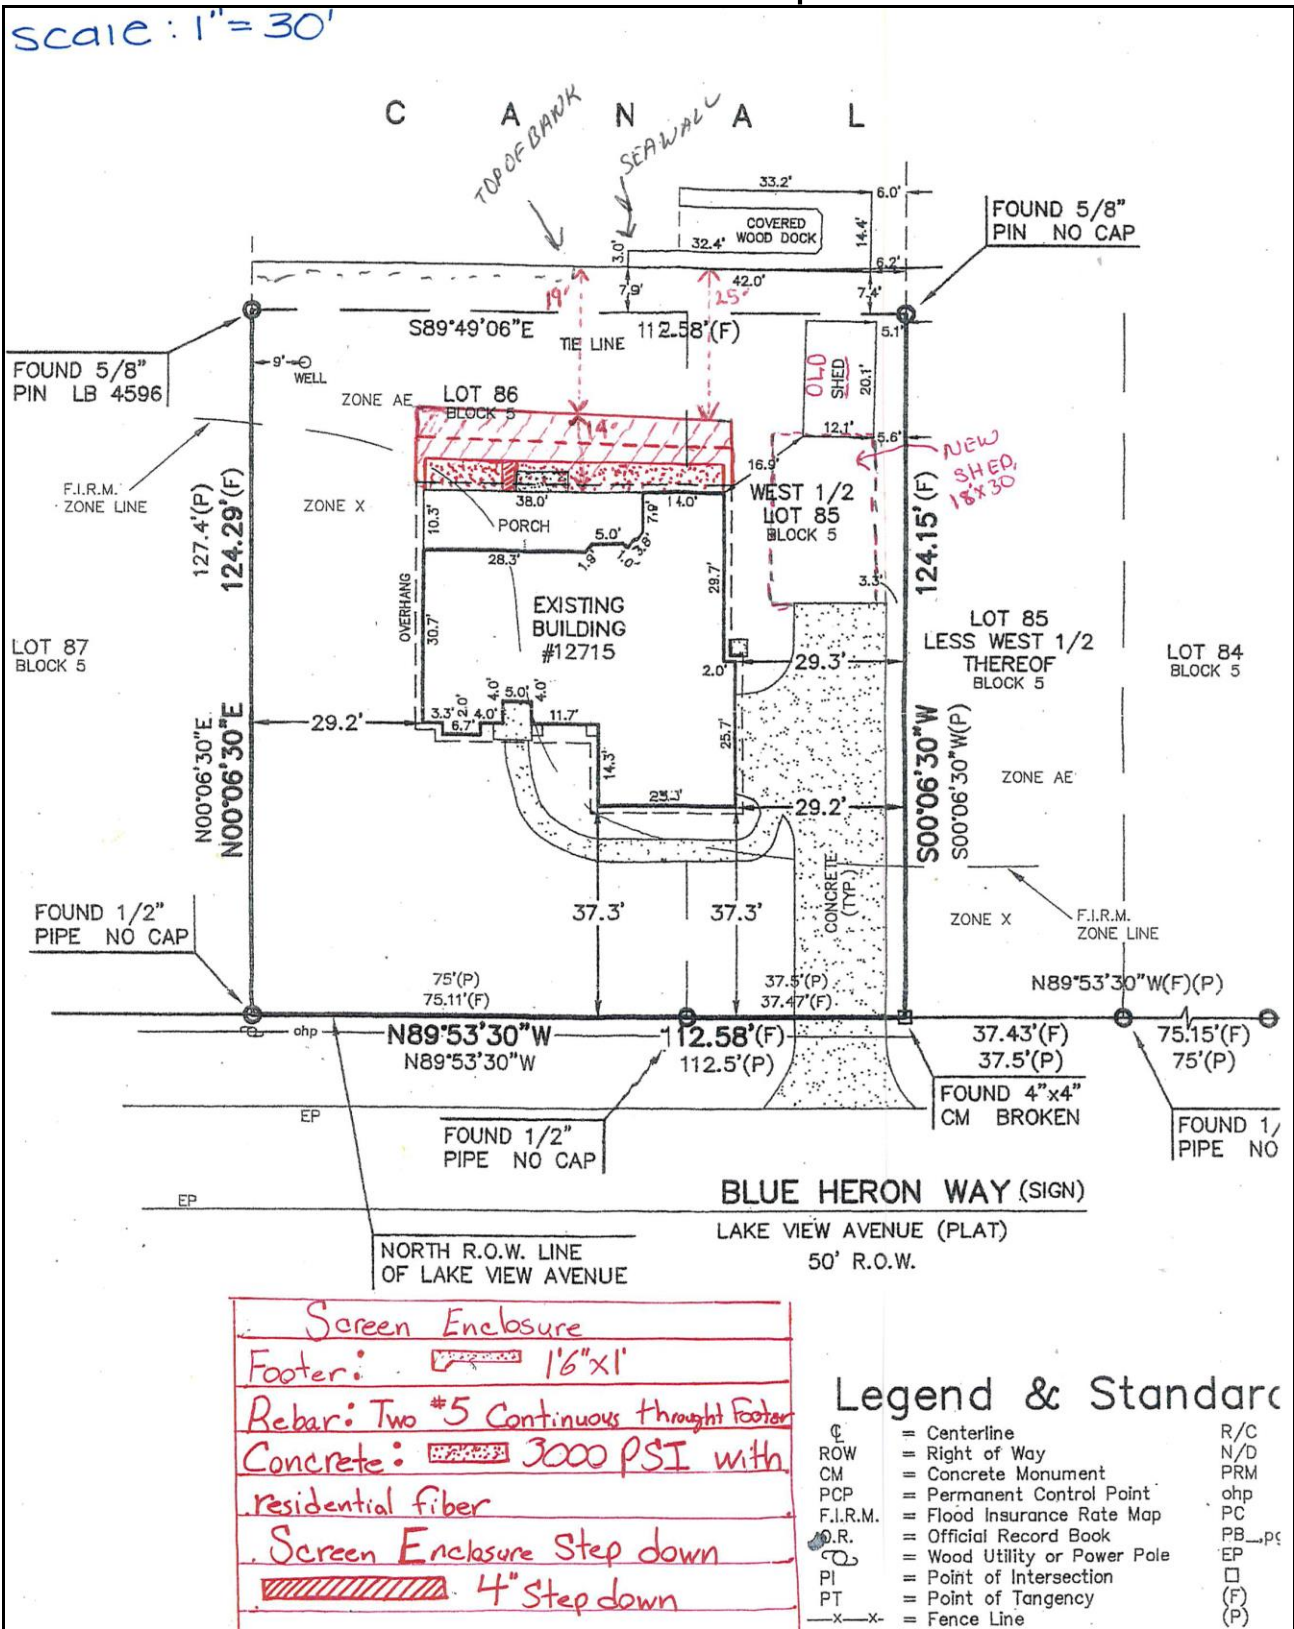 scale : 1" = 30'
C A N A L
TOP OF BANK
SEAWALL
33.2'
6.0'
COVERED
WOOD DOCK
14.4'
32.4'
3.0'
6.2'
FOUND 5/8"
PIN NO CAP
42.0'
7.9'
7.4'
19'
25'
S89°49'06"E
112.58'(F)
TIE LINE
5.1'
FOUND 5/8"
PIN LB 4596
9'
WELL
OLD
SHED
20.1'
ZONE AE
LOT 86
BLOCK 5
14'
12.1'
5.6'
NEW
SHED,
18x30
16.9'
F.I.R.M.
ZONE LINE
ZONE X
WEST 1/2
LOT 85
BLOCK 5
38.0'
14.0'
PORCH
10.3'
7.9'
5.0'
3.8'
1.0'
1.9'
28.3'
127.4'(P)
124.29'(F)
124.15'(F)
OVERHANG
30.7'
29.7'
3.3'
EXISTING
BUILDING
#12715
LOT 87
BLOCK 5
LOT 85
LESS WEST 1/2
THEREOF
BLOCK 5
LOT 84
BLOCK 5
2.0'
29.3'
4.0'
5.0'
4.0'
2.0'
3.3'
6.7'
4.0'
11.7'
29.2'
25.7'
14.3'
N00°06'30"E
N00°06'30"E
S00°06'30"W
S00°06'30"W(P)
ZONE AE
29.2'
CONCRETE
(TYP.)
37.3'
37.3'
FOUND 1/2"
PIPE NO CAP
ZONE X
F.I.R.M.
ZONE LINE
75'(P)
75.11'(F)
37.5'(P)
37.47'(F)
N89°53'30"W(F)(P)
ohp
N89°53'30"W
112.58'(F)
N89°53'30"W
112.5'(P)
37.43'(F)
37.5'(P)
75.15'(F)
75'(P)
FOUND 4"x4"
CM BROKEN
EP
FOUND 1/2"
PIPE NO CAP
FOUND 1/
PIPE NO
EP
BLUE HERON WAY (SIGN)
LAKE VIEW AVENUE (PLAT)
50' R.O.W.
NORTH R.O.W. LINE
OF LAKE VIEW AVENUE
Screen Enclosure
Footer: 1'6"x1'
Rebar: Two #5 Continuous throught Footer
Concrete: 3000 PSI with
residential fiber
Screen Enclosure Step down
4" Step down
Legend & Standarc
℄ = Centerline R/C
ROW = Right of Way N/D
CM = Concrete Monument PRM
PCP = Permanent Control Point ohp
F.I.R.M. = Flood Insurance Rate Map PC
O.R. = Official Record Book PB_,pg
= Wood Utility or Power Pole EP
PI = Point of Intersection
PT = Point of Tangency (F)
—x—x- = Fence Line (P)